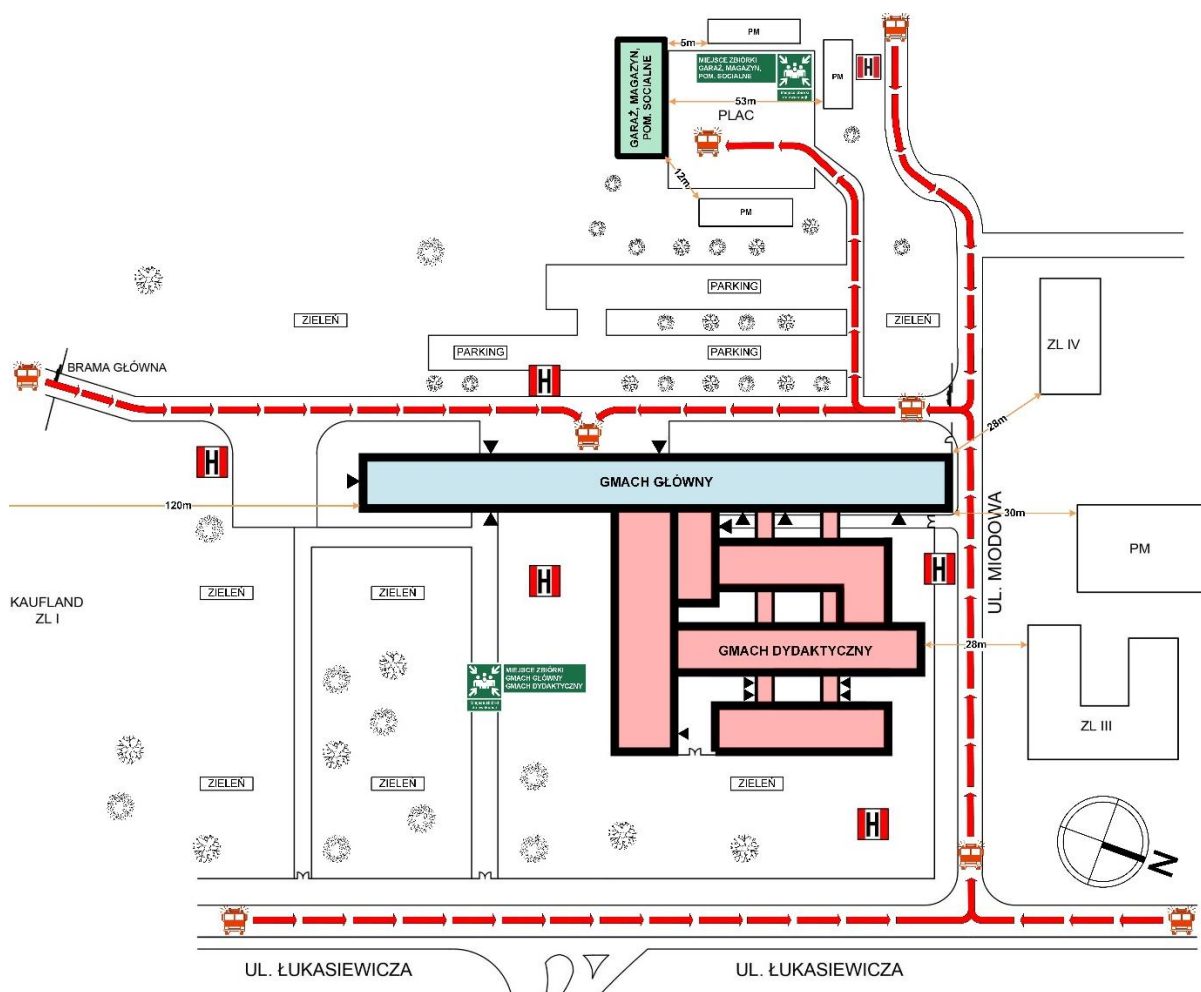 PM
5m
MIEJSCE ZBIÓRKI
GARAŻ, MAGAZYN,
POM. SOCJALNE
GARAŻ, MAGAZYN,
POM. SOCJALNE
PM
H
53m
PLAC
12m
PM
PARKING
ZIELEŃ
ZIELEŃ
PARKING
PARKING
ZL IV
BRAMA GŁÓWNA
H
28m
H
GMACH GŁÓWNY
120m
30m
UL. MIODOWA
PM
H
H
KAUFLAND
ZL I
ZIELEŃ
ZIELEŃ
GMACH DYDAKTYCZNY
28m
MIEJSCE ZBIÓRKI
GMACH GŁÓWNY
GMACH DYDAKTYCZNY
ZL III
ZIELEŃ
ZIELEŃ
ZIELEŃ
H
N
UL. ŁUKASIEWICZA
UL. ŁUKASIEWICZA